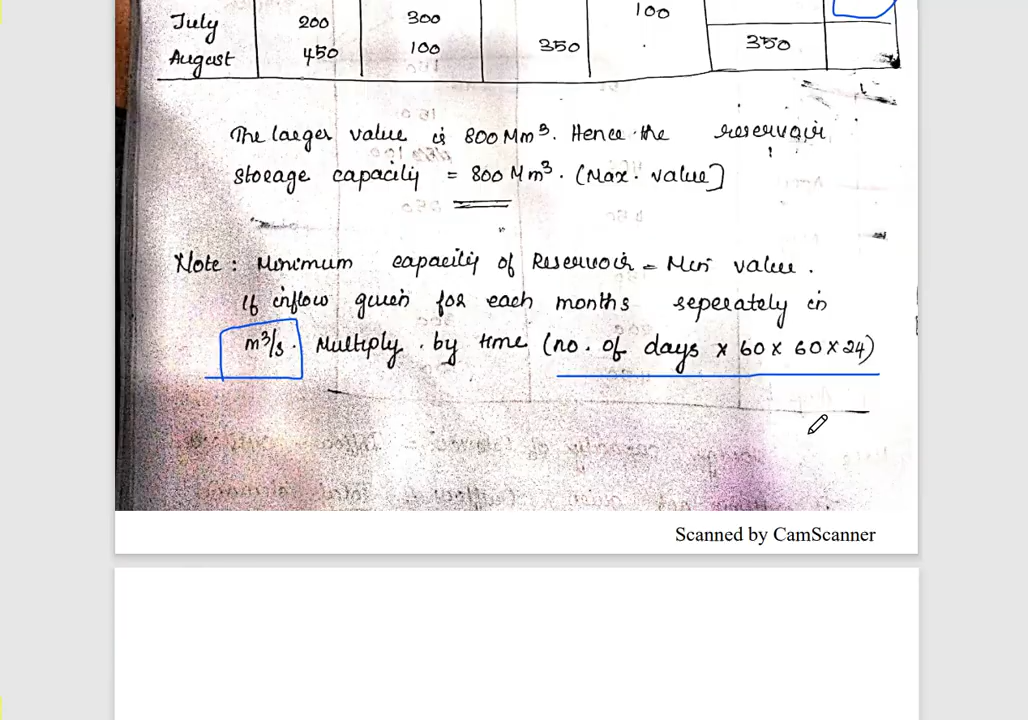 July 200 300 100
August 450 100 350 . 350
The larger value is 800 Mm³. Hence the reservoir
storage capacity = 800 Mm³. (Max. value]
Note : Minimum capacity of Reservoir = Min value.
If inflow given for each months seperately in
m³/s. Multiply . by time (no. of days x 60 x 60 x 24)
Scanned by CamScanner